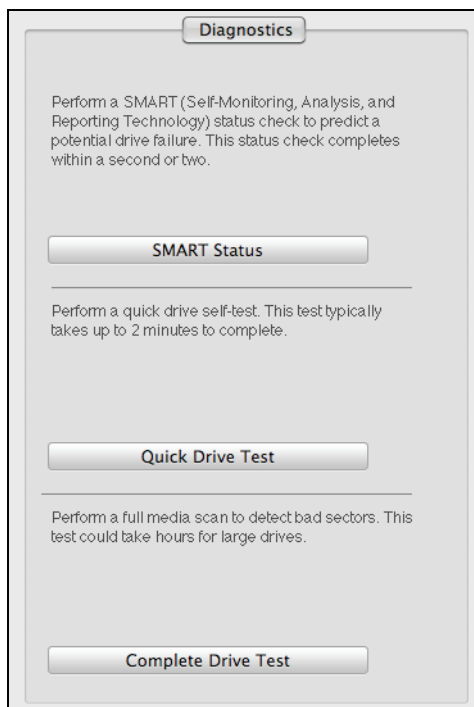 Diagnostics
Perform a SMART (Self-Monitoring, Analysis, and
Reporting Technology) status check to predict a
potential drive failure. This status check completes
within a second or two.
SMART Status
Perform a quick drive self-test. This test typically
takes up to 2 minutes to complete.
Quick Drive Test
Perform a full media scan to detect bad sectors. This
test could take hours for large drives.
Complete Drive Test